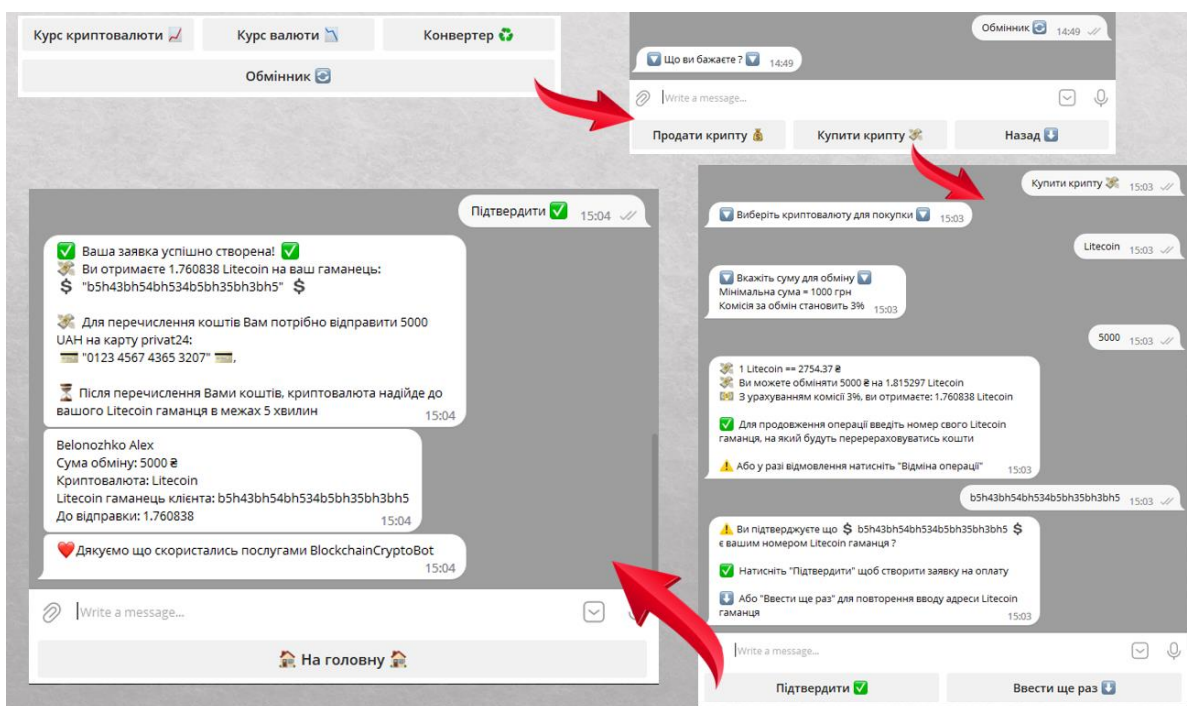 Курс криптовалюти 📈
Курс валюти 📉
Конвертер ♻️
Обмінник 🔄
Обмінник 🔄 14:49
🔽 Що ви бажаєте ? 🔽 14:49
Write a message...
Продати крипту 💰
Купити крипту 💸
Назад ⬇️
Купити крипту 💸 15:03
🔽 Виберіть криптовалюту для покупки 🔽 15:03
Litecoin 15:03
🔽 Вкажіть суму для обміну 🔽
Мінімальна сума = 1000 грн
Комісія за обмін становить 3% 15:03
5000 15:03
💸 1 Litecoin == 2754.37 ₴
💸 Ви можете обміняти 5000 ₴ на 1.815297 Litecoin
💵 З урахуванням комісії 3%, ви отримаєте: 1.760838 Litecoin
✅ Для продовження операції введіть номер свого Litecoin
гаманця, на який будуть перерераховуватись
кошти
⚠️ Або у разі відмовлення натисніть "Відміна
операції" 15:03
b5h43bh54bh534b5bh35bh3bh5 15:03
⚠️ Ви підтверджуєте що 💲 b5h43bh54bh534b5bh35bh3bh5 💲
є вашим номером Litecoin гаманця ?
✅ Натисніть "Підтвердити" щоб створити заявку на оплату
⬇️ Або "Ввести ще раз" для повторення вводу адреси Litecoin
гаманця 15:03
Write a message...
Підтвердити ✅
Ввести ще раз ⬇️
Підтвердити ✅ 15:04
✅ Ваша заявка успішно створена! ✅
💸 Ви отримаєте 1.760838 Litecoin на ваш гаманець:
💲 "b5h43bh54bh534b5bh35bh3bh5" 💲
💸 Для перечислення коштів Вам потрібно відправити 5000
UAH на карту privat24:
💳 "0123 4567 4365 3207" 💳,
⏳ Після перечислення Вами коштів, криптовалюта надійде до
вашого Litecoin гаманця в межах 5 хвилин 15:04
Belonozhko Alex
Сума обміну: 5000 ₴
Криптовалюта: Litecoin
Litecoin гаманець клієнта: b5h43bh54bh534b5bh35bh3bh5
До відправки: 1.760838 15:04
❤️Дякуємо що скористались послугами BlockchainCryptoBot
15:04
Write a message...
🏠 На головну 🏠